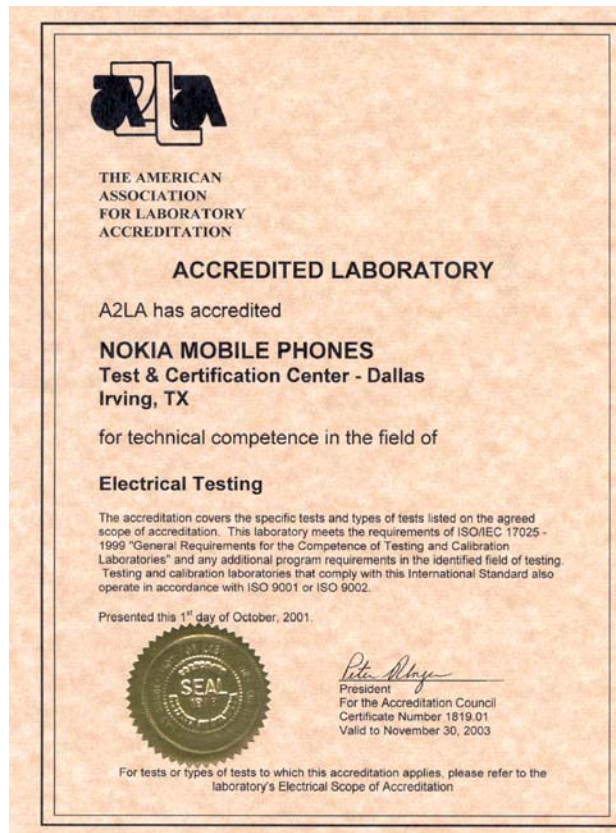 A2LA
THE AMERICAN
ASSOCIATION
FOR LABORATORY
ACCREDITATION
ACCREDITED LABORATORY
A2LA has accredited
NOKIA MOBILE PHONES
Test & Certification Center - Dallas
Irving, TX
for technical competence in the field of
Electrical Testing
The accreditation covers the specific tests and types of tests listed on the agreed
scope of accreditation. This laboratory meets the requirements of ISO/IEC 17025 -
1999 "General Requirements for the Competence of Testing and Calibration
Laboratories" and any additional program requirements in the identified field of testing.
Testing and calibration laboratories that comply with this International Standard also
operate in accordance with ISO 9001 or ISO 9002.
Presented this 1st day of October, 2001.
SEAL
Peter
President
For the Accreditation Council
Certificate Number 1819.01
Valid to November 30, 2003
For tests or types of tests to which this accreditation applies, please refer to the
laboratory's Electrical Scope of Accreditation